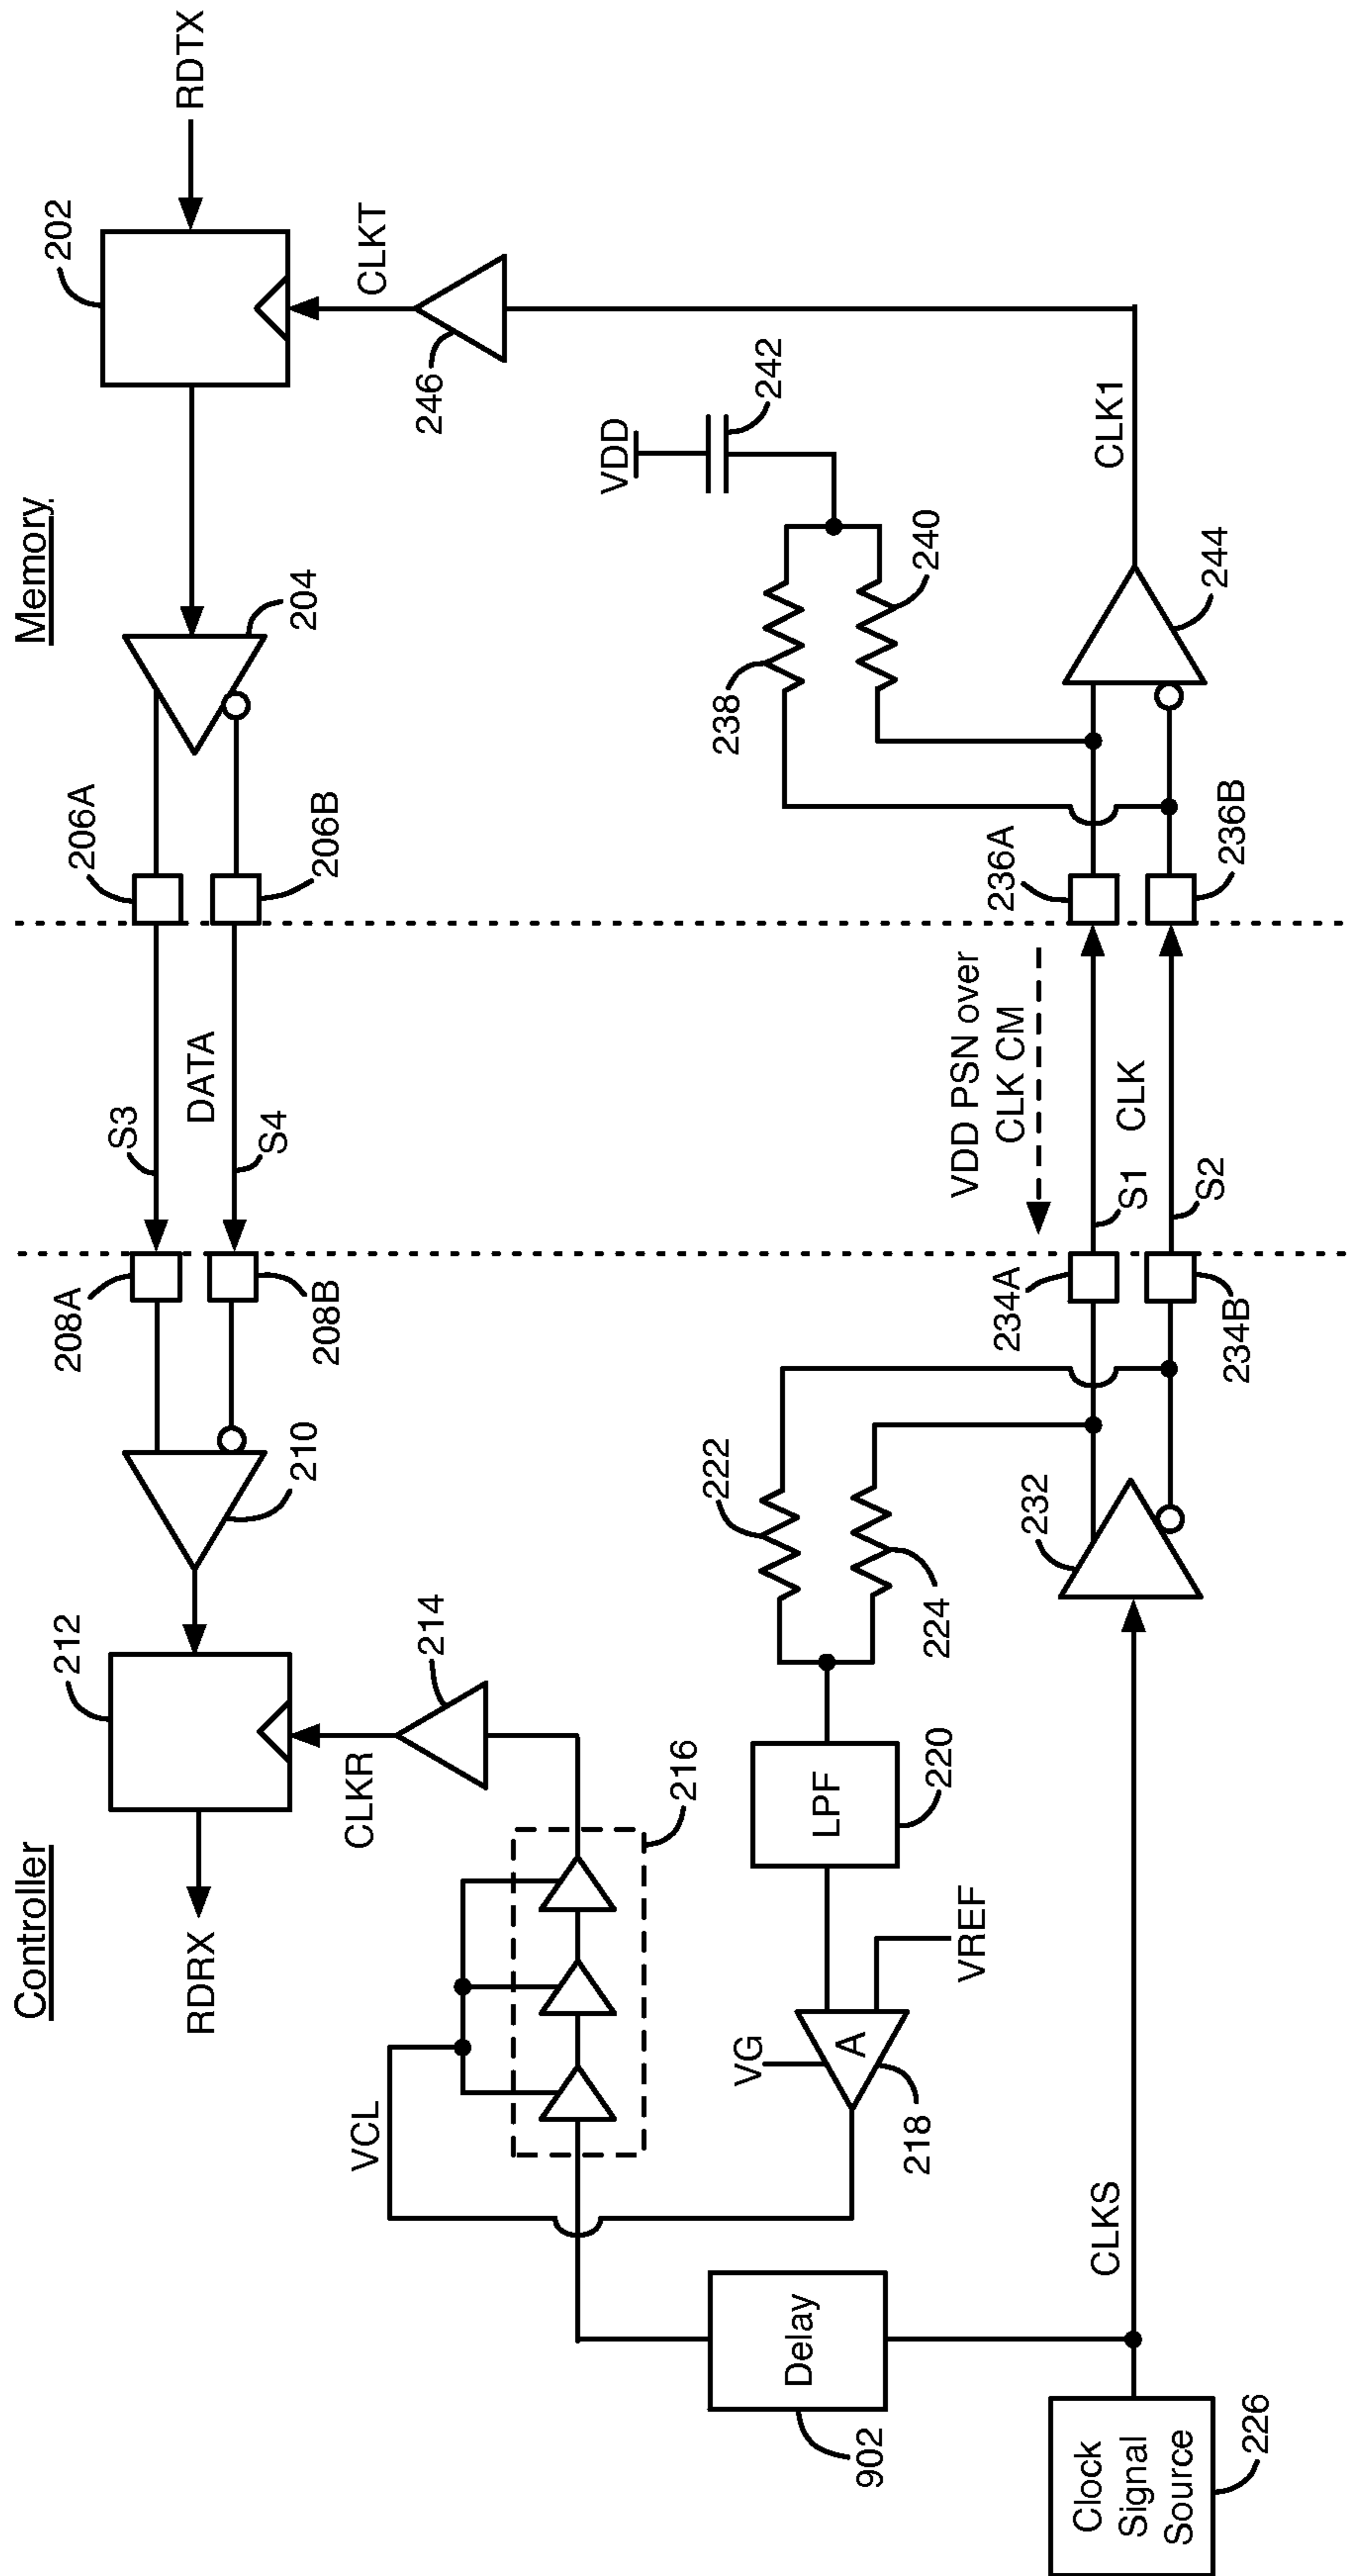 Controller
Memory
RDRX
212
210
208A
208B
S3
DATA
S4
206A
206B
204
202
RDTX
CLKR
214
216
VCL
CLKT
246
VDD
242
238
240
VG
A
218
VREF
LPF
220
222
224
VDD PSN over
CLK CM
902
Delay
CLKS
232
234A
234B
S1
CLK
S2
236A
236B
244
CLK1
Clock
Signal
Source
226